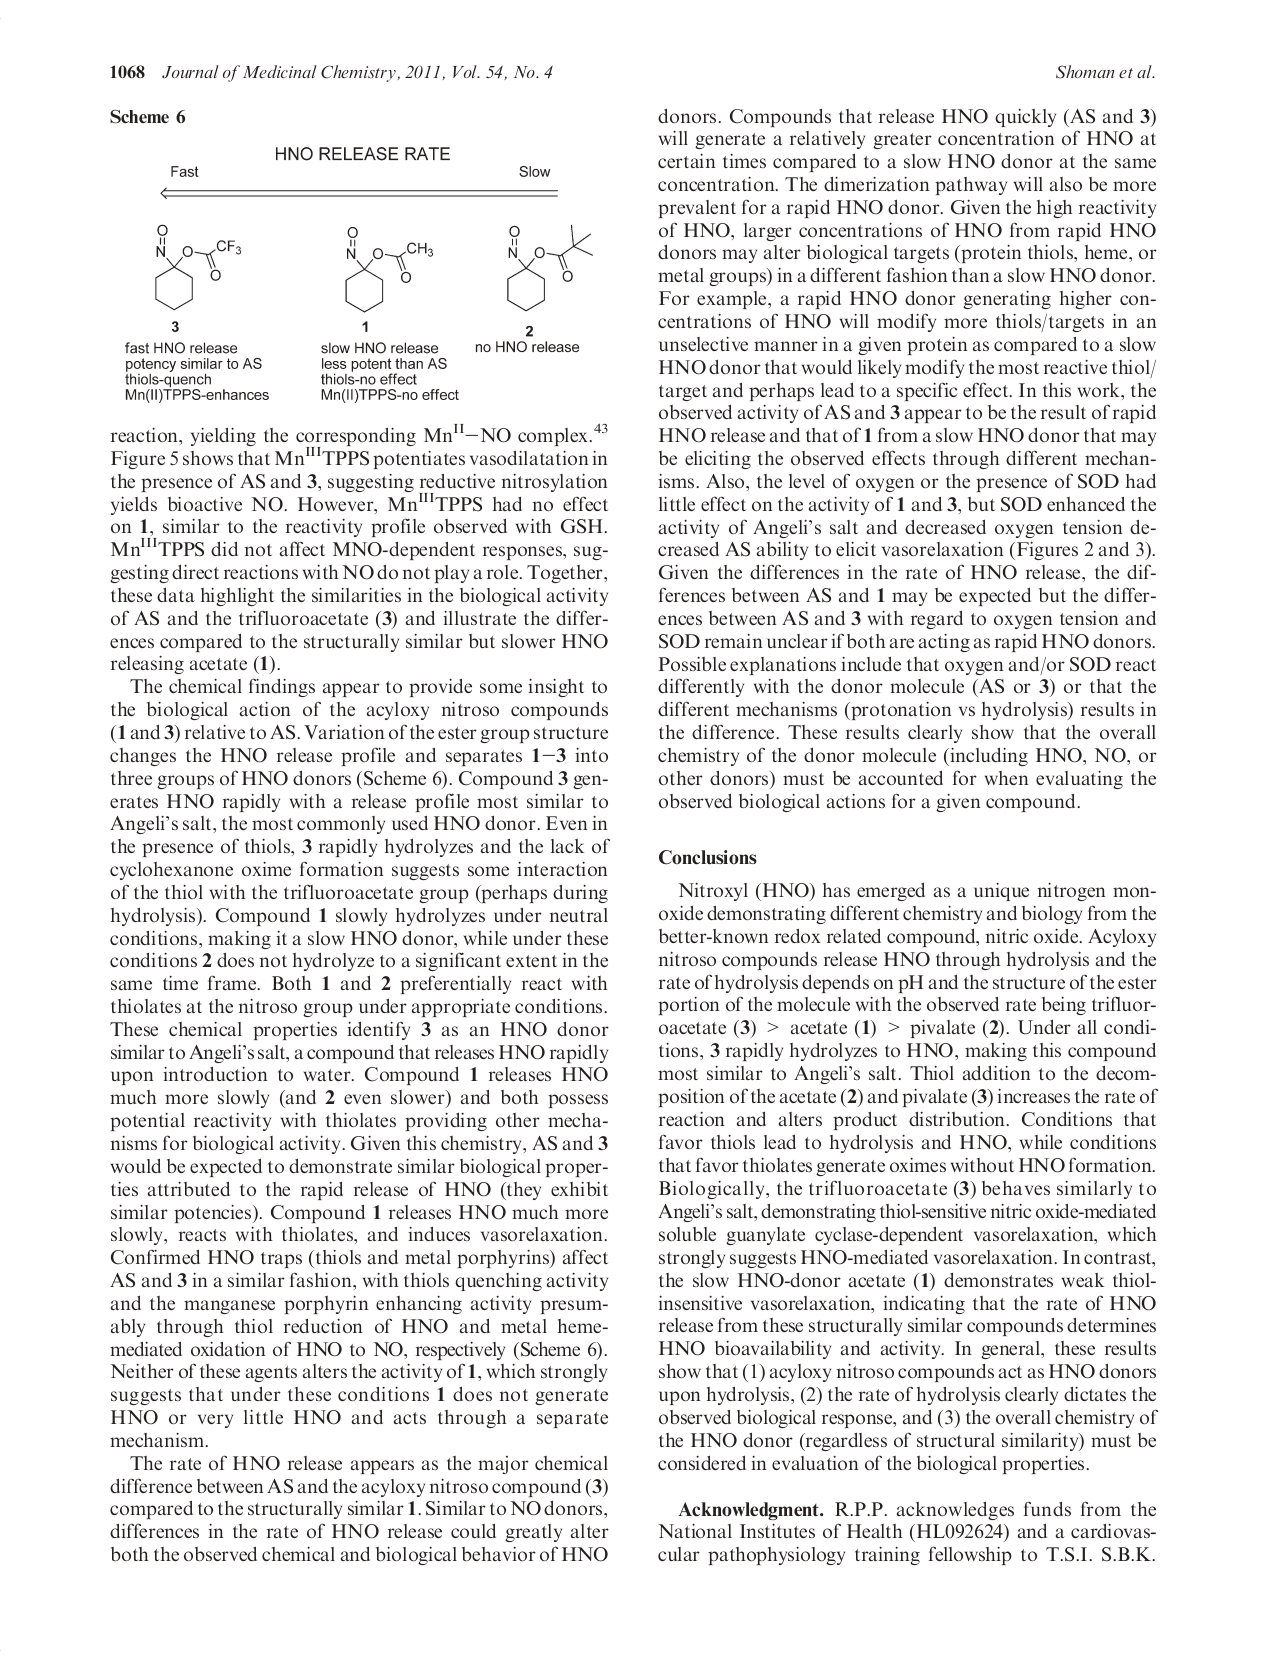 1068 Journal of Medicinal Chemistry, 2011, Vol. 54, No. 4
Shoman et al.
Scheme 6
HNO RELEASE RATE
Fast
Slow
O
N
O
CF3
O
O
N
O
CH3
O
O
N
O
O
3
fast HNO release
potency similar to AS
thiols-quench
Mn(II)TPPS-enhances
1
slow HNO release
less potent than AS
thiols-no effect
Mn(II)TPPS-no effect
2
no HNO release
reaction, yielding the corresponding MnII−NO complex.43
Figure 5 shows that MnIIITPPS potentiates vasodilatation in
the presence of AS and 3, suggesting reductive nitrosylation
yields bioactive NO. However, MnIIITPPS had no effect
on 1, similar to the reactivity profile observed with GSH.
MnIIITPPS did not affect MNO-dependent responses, sug-
gesting direct reactions with NO do not play a role. Together,
these data highlight the similarities in the biological activity
of AS and the trifluroacetate (3) and illustrate the differ-
ences compared to the structurally similar but slower HNO
releasing acetate (1).
The chemical findings appear to provide some insight to
the biological action of the acyloxy nitroso compounds
(1 and 3) relative to AS. Variation of the ester group structure
changes the HNO release profile and separates 1−3 into
three groups of HNO donors (Scheme 6). Compound 3 gen-
erates HNO rapidly with a release profile most similar to
Angeli's salt, the most commonly used HNO donor. Even in
the presence of thiols, 3 rapidly hydrolyzes and the lack of
cyclohexanone oxime formation suggests some interaction
of the thiol with the trifluoroacetate group (perhaps during
hydrolysis). Compound 1 slowly hydrolyzes under neutral
conditions, making it a slow HNO donor, while under these
conditions 2 does not hydrolyze to a significant extent in the
same time frame. Both 1 and 2 preferentially react with
thiolates at the nitroso group under appropriate conditions.
These chemical properties identify 3 as an HNO donor
similar to Angeli's salt, a compound that releases HNO rapidly
upon introduction to water. Compound 1 releases HNO
much more slowly (and 2 even slower) and both possess
potential reactivity with thiolates providing other mecha-
nisms for biological activity. Given this chemistry, AS and 3
would be expected to demonstrate similar biological proper-
ties attributed to the rapid release of HNO (they exhibit
similar potencies). Compound 1 releases HNO much more
slowly, reacts with thiolates, and induces vasorelaxation.
Confirmed HNO traps (thiols and metal porphyrins) affect
AS and 3 in a similar fashion, with thiols quenching activity
and the manganese porphyrin enhancing activity presum-
ably through thiol reduction of HNO and metal heme-
mediated oxidation of HNO to NO, respectively (Scheme 6).
Neither of these agents alters the activity of 1, which strongly
suggests that under these conditions 1 does not generate
HNO or very little HNO and acts through a separate
mechanism.
The rate of HNO release appears as the major chemical
difference between AS and the acyloxy nitroso compound (3)
compared to the structurally similar 1. Similar to NO donors,
differences in the rate of HNO release could greatly alter
both the observed chemical and biological behavior of HNO
donors. Compounds that release HNO quickly (AS and 3)
will generate a relatively greater concentration of HNO at
certain times compared to a slow HNO donor at the same
concentration. The dimerization pathway will also be more
prevalent for a rapid HNO donor. Given the high reactivity
of HNO, larger concentrations of HNO from rapid HNO
donors may alter biological targets (protein thiols, heme, or
metal groups) in a different fashion than a slow HNO donor.
For example, a rapid HNO donor generating higher con-
centrations of HNO will modify more thiols/targets in an
unselective manner in a given protein as compared to a slow
HNO donor that would likely modify the most reactive thiol/
target and perhaps lead to a specific effect. In this work, the
observed activity of AS and 3 appear to be the result of rapid
HNO release and that of 1 from a slow HNO donor that may
be eliciting the observed effects through different mechan-
isms. Also, the level of oxygen or the presence of SOD had
little effect on the activity of 1 and 3, but SOD enhanced the
activity of Angeli's salt and decreased oxygen tension de-
creased AS ability to elicit vasorelaxation (Figures 2 and 3).
Given the differences in the rate of HNO release, the dif-
ferences between AS and 1 may be expected but the differ-
ences between AS and 3 with regard to oxygen tension and
SOD remain unclear if both are acting as rapid HNO donors.
Possible explanations include that oxygen and/or SOD react
differently with the donor molecule (AS or 3) or that the
different mechanisms (protonation vs hydrolysis) results in
the difference. These results clearly show that the overall
chemistry of the donor molecule (including HNO, NO, or
other donors) must be accounted for when evaluating the
observed biological actions for a given compound.
Conclusions
Nitroxyl (HNO) has emerged as a unique nitrogen mon-
oxide demonstrating different chemistry and biology from the
better-known redox related compound, nitric oxide. Acyloxy
nitroso compounds release HNO through hydrolysis and the
rate of hydrolysis depends on pH and the structure of the ester
portion of the molecule with the observed rate being trifluor-
oacetate (3) > acetate (1) > pivalate (2). Under all condi-
tions, 3 rapidly hydrolyzes to HNO, making this compound
most similar to Angeli's salt. Thiol addition to the decom-
position of the acetate (2) and pivalate (3) increases the rate of
reaction and alters product distribution. Conditions that
favor thiols lead to hydrolysis and HNO, while conditions
that favor thiolates generate oximes without HNO formation.
Biologically, the trifluoroacetate (3) behaves similarly to
Angeli's salt, demonstrating thiol-sensitive nitric oxide-mediated
soluble guanylate cyclase-dependent vasorelaxation, which
strongly suggests HNO-mediated vasorelaxation. In contrast,
the slow HNO-donor acetate (1) demonstrates weak thiol-
insensitive vasorelaxation, indicating that the rate of HNO
release from these structurally similar compounds determines
HNO bioavailability and activity. In general, these results
show that (1) acyloxy nitroso compounds act as HNO donors
upon hydrolysis, (2) the rate of hydrolysis clearly dictates the
observed biological response, and (3) the overall chemistry of
the HNO donor (regardless of structural similarity) must be
considered in evaluation of the biological properties.
Acknowledgment. R.P.P. acknowledges funds from the
National Institutes of Health (HL092624) and a cardiovas-
cular pathophysiology training fellowship to T.S.I. S.B.K.